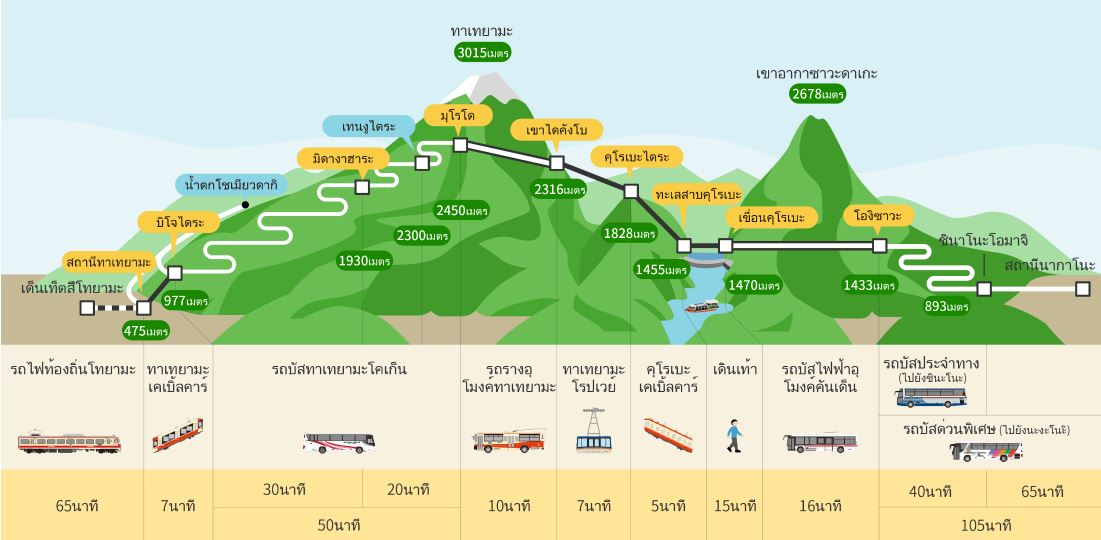 ทาเทยามะ
3015เมตร
เขาอากาซาวะดาเกะ
2678เมตร
มุโรโด
เทนงูไดระ
เขาไดคังโบ
มิดางาฮาระ
คุโรเบะไดระ
น้ำตกโชเมียวดากิ
ทะเลสาบคุโรเบะ
บิโจไดระ
เขื่อนคุโรเบะ
โองิซาวะ
สถานีทาเทยามะ
ชินาโนะโอมาจิ
สถานีนากาโนะ
เด็นเท็ตสึโทยามะ
2316เมตร
2450เมตร
2300เมตร
1828เมตร
1930เมตร
1455เมตร
1470เมตร
1433เมตร
977เมตร
893เมตร
475เมตร
รถไฟท้องถิ่นโทยามะ
ทาเทยามะ
เคเบิ้ลคาร์
รถบัสทาเทยามะโคเก็น
รถรางอุ
โมงค์ทาเทยามะ
ทาเทยามะ
โรปเวย์
คุโรเบะ
เคเบิ้ลคาร์
เดินเท้า
รถบัสไฟฟ้าอุ
โมงค์คันเด็น
รถบัสประจำทาง
(ไปยังชินะโนะ)
รถบัสด่วนพิเศษ (ไปยังนะงะโนะ)
65นาที
7นาที
30นาที
20นาที
50นาที
10นาที
7นาที
5นาที
15นาที
16นาที
40นาที
65นาที
105นาที